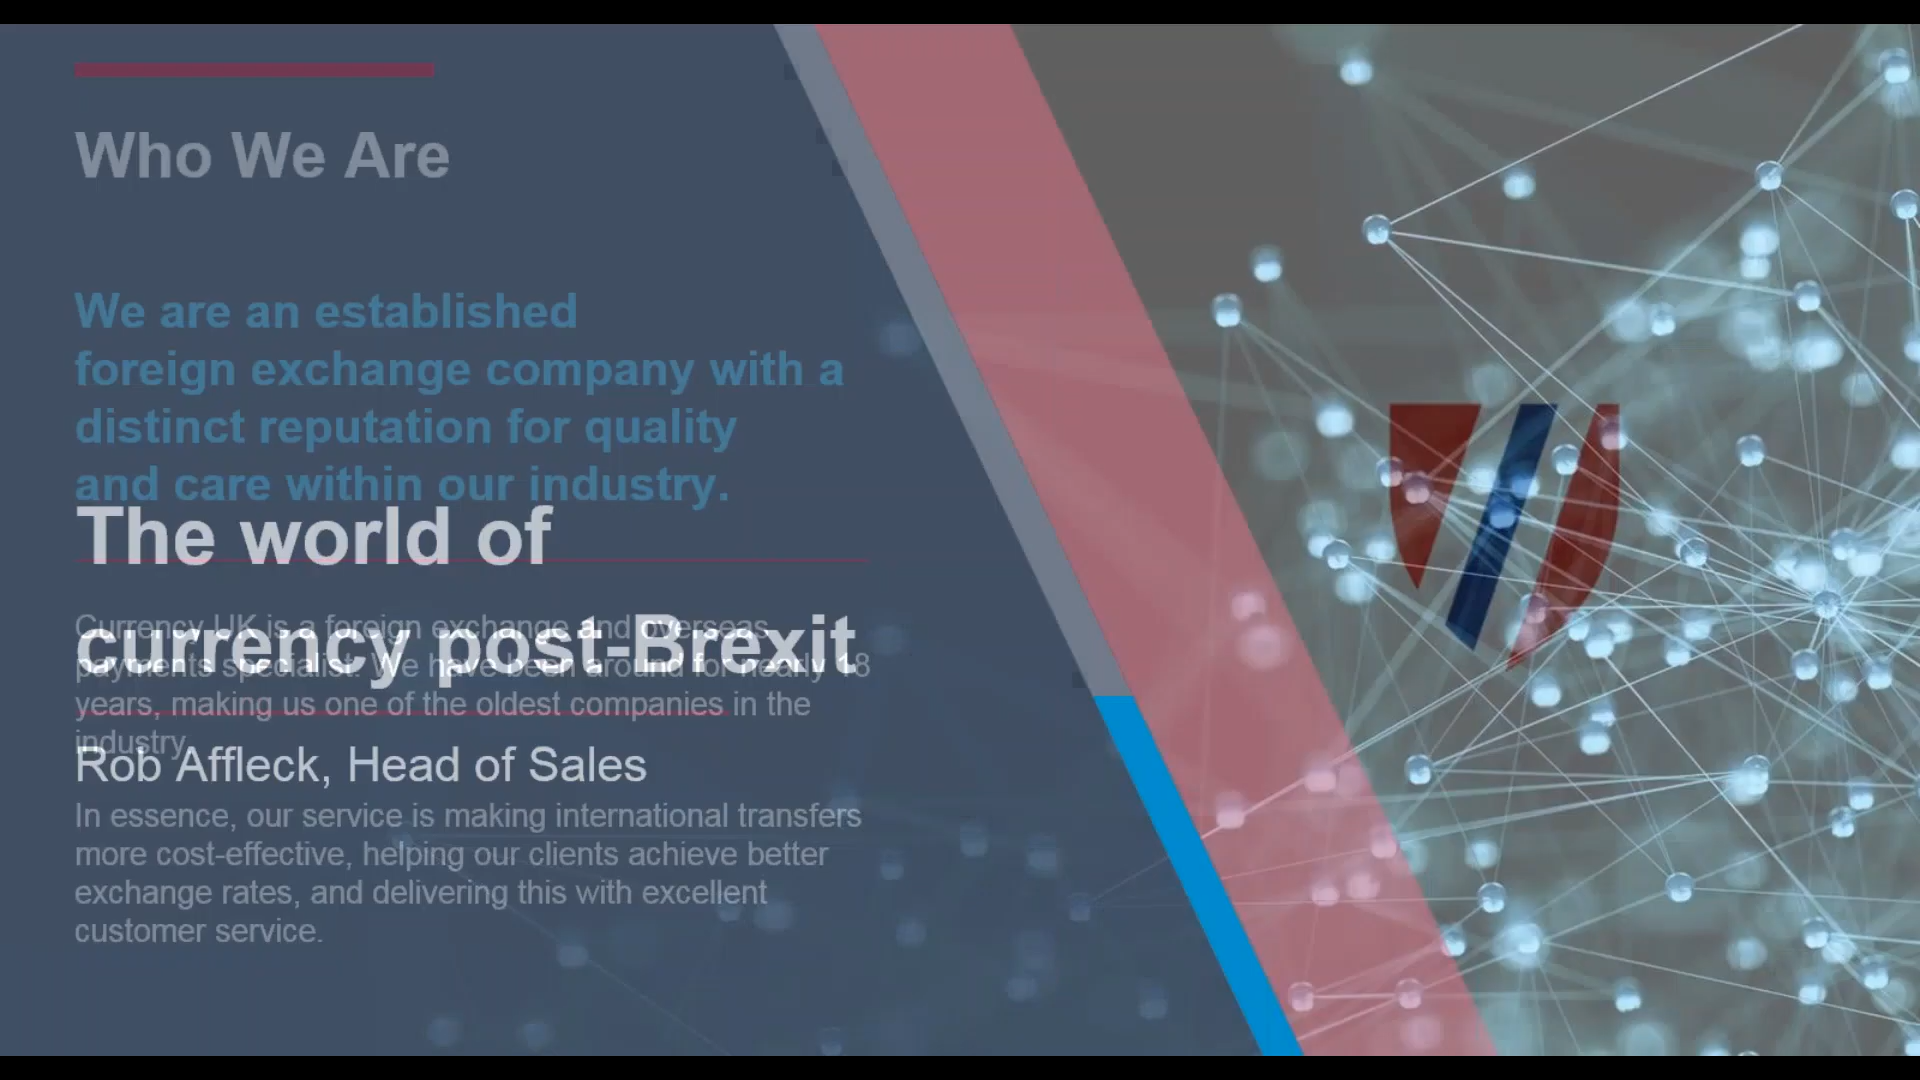 Who We Are
We are an established
foreign exchange company with a
distinct reputation for quality
and care within our industry.
The world of
currency post-Brexit
Currency UK is a foreign exchange and overseas
payments specialist. We have been around for nearly 18
years, making us one of the oldest companies in the
industry.
Rob Affleck, Head of Sales
In essence, our service is making international transfers
more cost-effective, helping our clients achieve better
exchange rates, and delivering this with excellent
customer service.